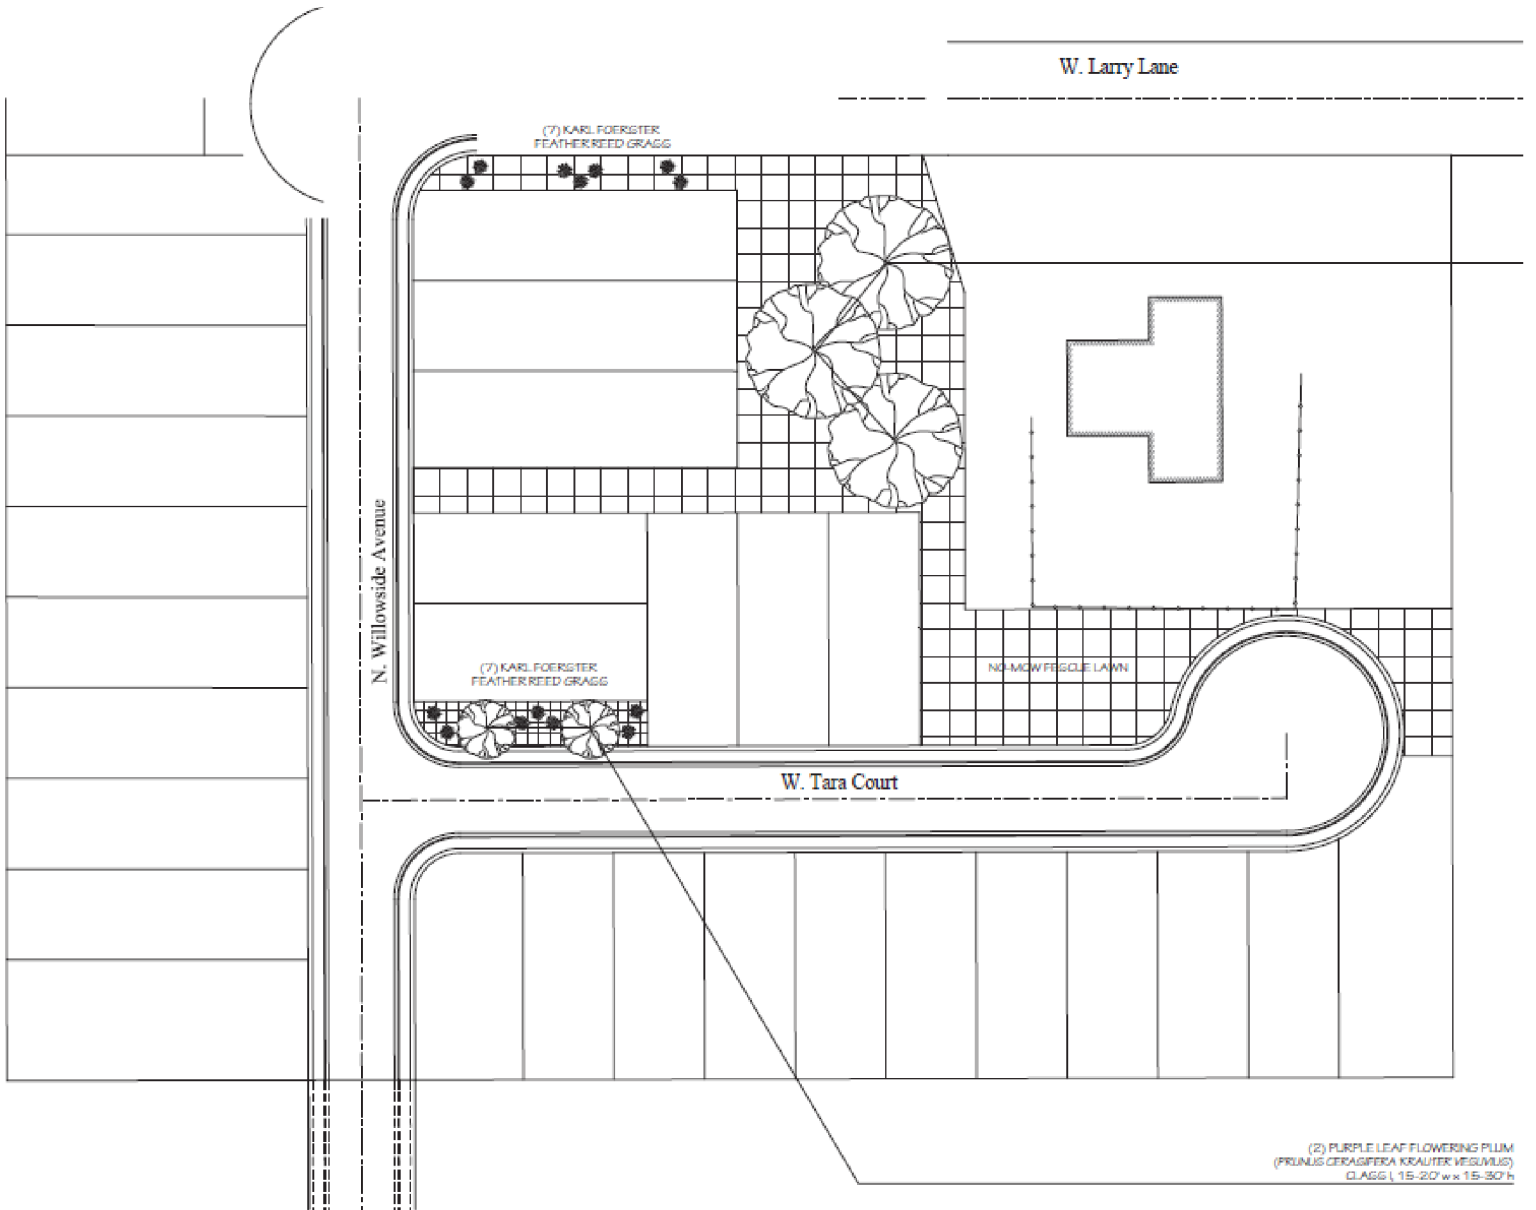 W. Larry Lane
(7) KARL FOERSTER
FEATHER REED GRASS
N. Willowside Avenue
(7) KARL FOERSTER
FEATHER REED GRASS
NO-MOW FESCUE LAWN
W. Tara Court
(2) PURPLE LEAF FLOWERING PLUM
(PRUNUS CERASIFERA KRAUTER VESUVIUS)
CLASS I, 15-20' w x 15-30' h